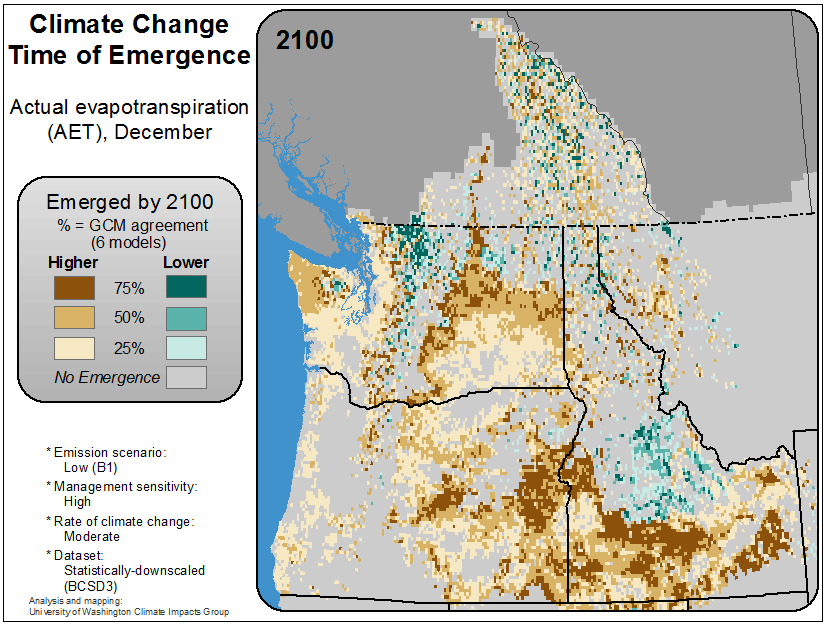 Climate Change
Time of Emergence
Actual evapotranspiration
(AET), December
Emerged by 2100
% = GCM agreement
(6 models)
Higher Lower
75%
50%
25%
No Emergence
* Emission scenario:
Low (B1)
* Management sensitivity:
High
* Rate of climate change:
Moderate
* Dataset:
Statistically-downscaled
(BCSD3)
Analysis and mapping:
University of Washington Climate Impacts Group
2100